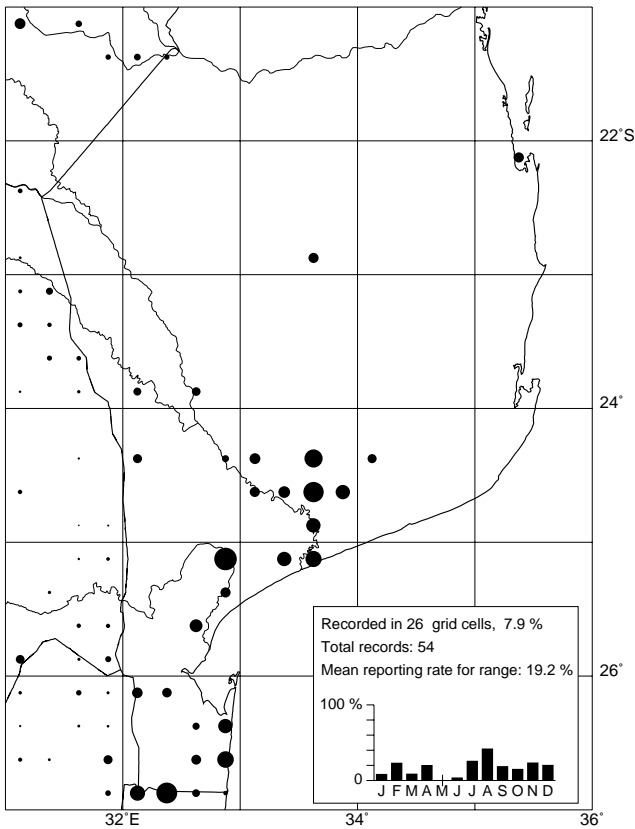 22°S
24°
Recorded in 26 grid cells, 7.9 %
Total records: 54
Mean reporting rate for range: 19.2 %
26°
100 %
0
J F M A M J J A S O N D
32°E
34°
36°